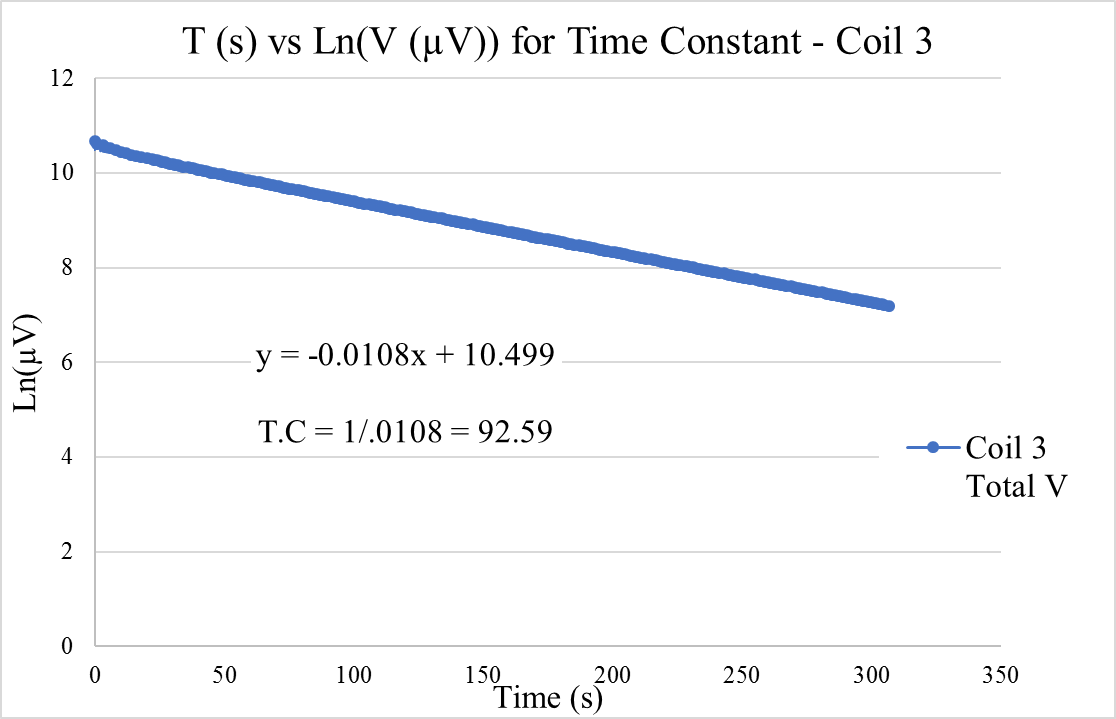 T (s) vs Ln(V (µV)) for Time Constant - Coil 3
12
10
8
6
4
2
0
Ln(µV)
y = -0.0108x + 10.499
T.C = 1/.0108 = 92.59
Coil 3
Total V
0 50 100 150 200 250 300 350
Time (s)